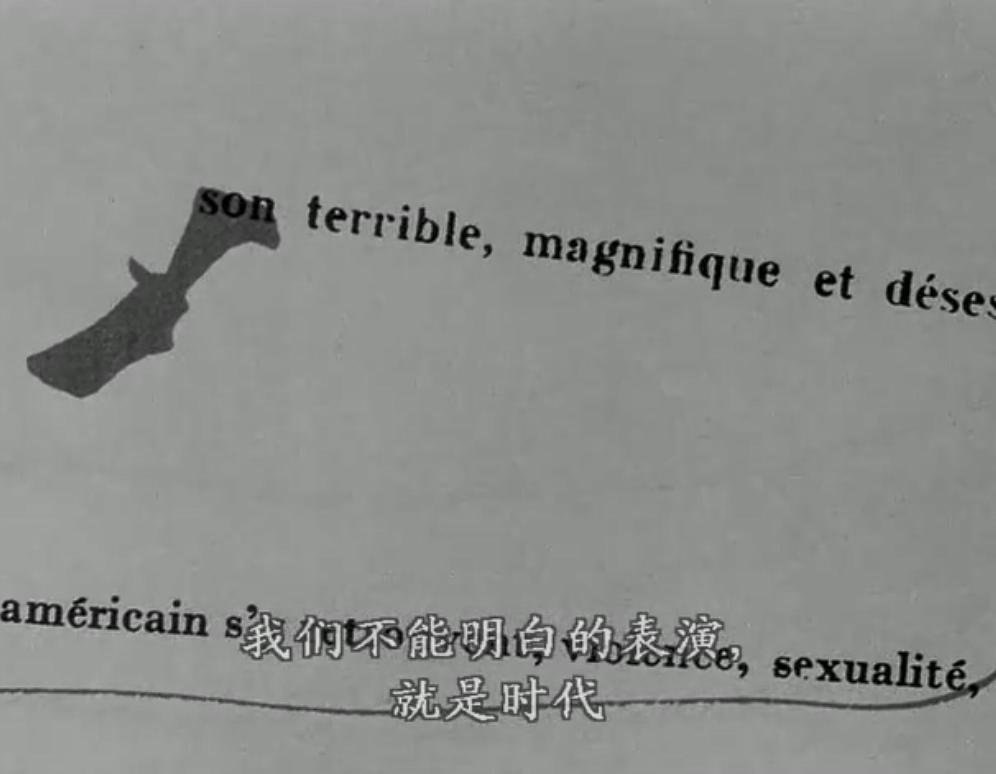 son terrible, magnifique et déses
américain s' violence, sexualité,
我们不能明白的表演，
就是时代